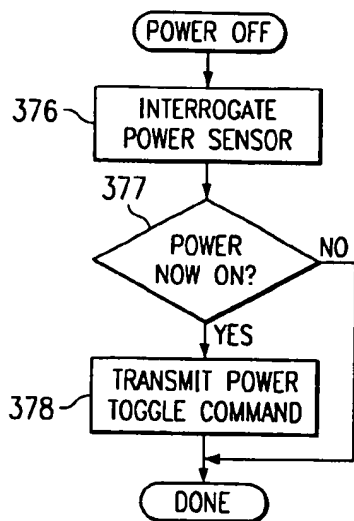 POWER OFF
376
INTERROGATE
POWER SENSOR
377
POWER
NOW ON?
NO
YES
378
TRANSMIT POWER
TOGGLE COMMAND
DONE